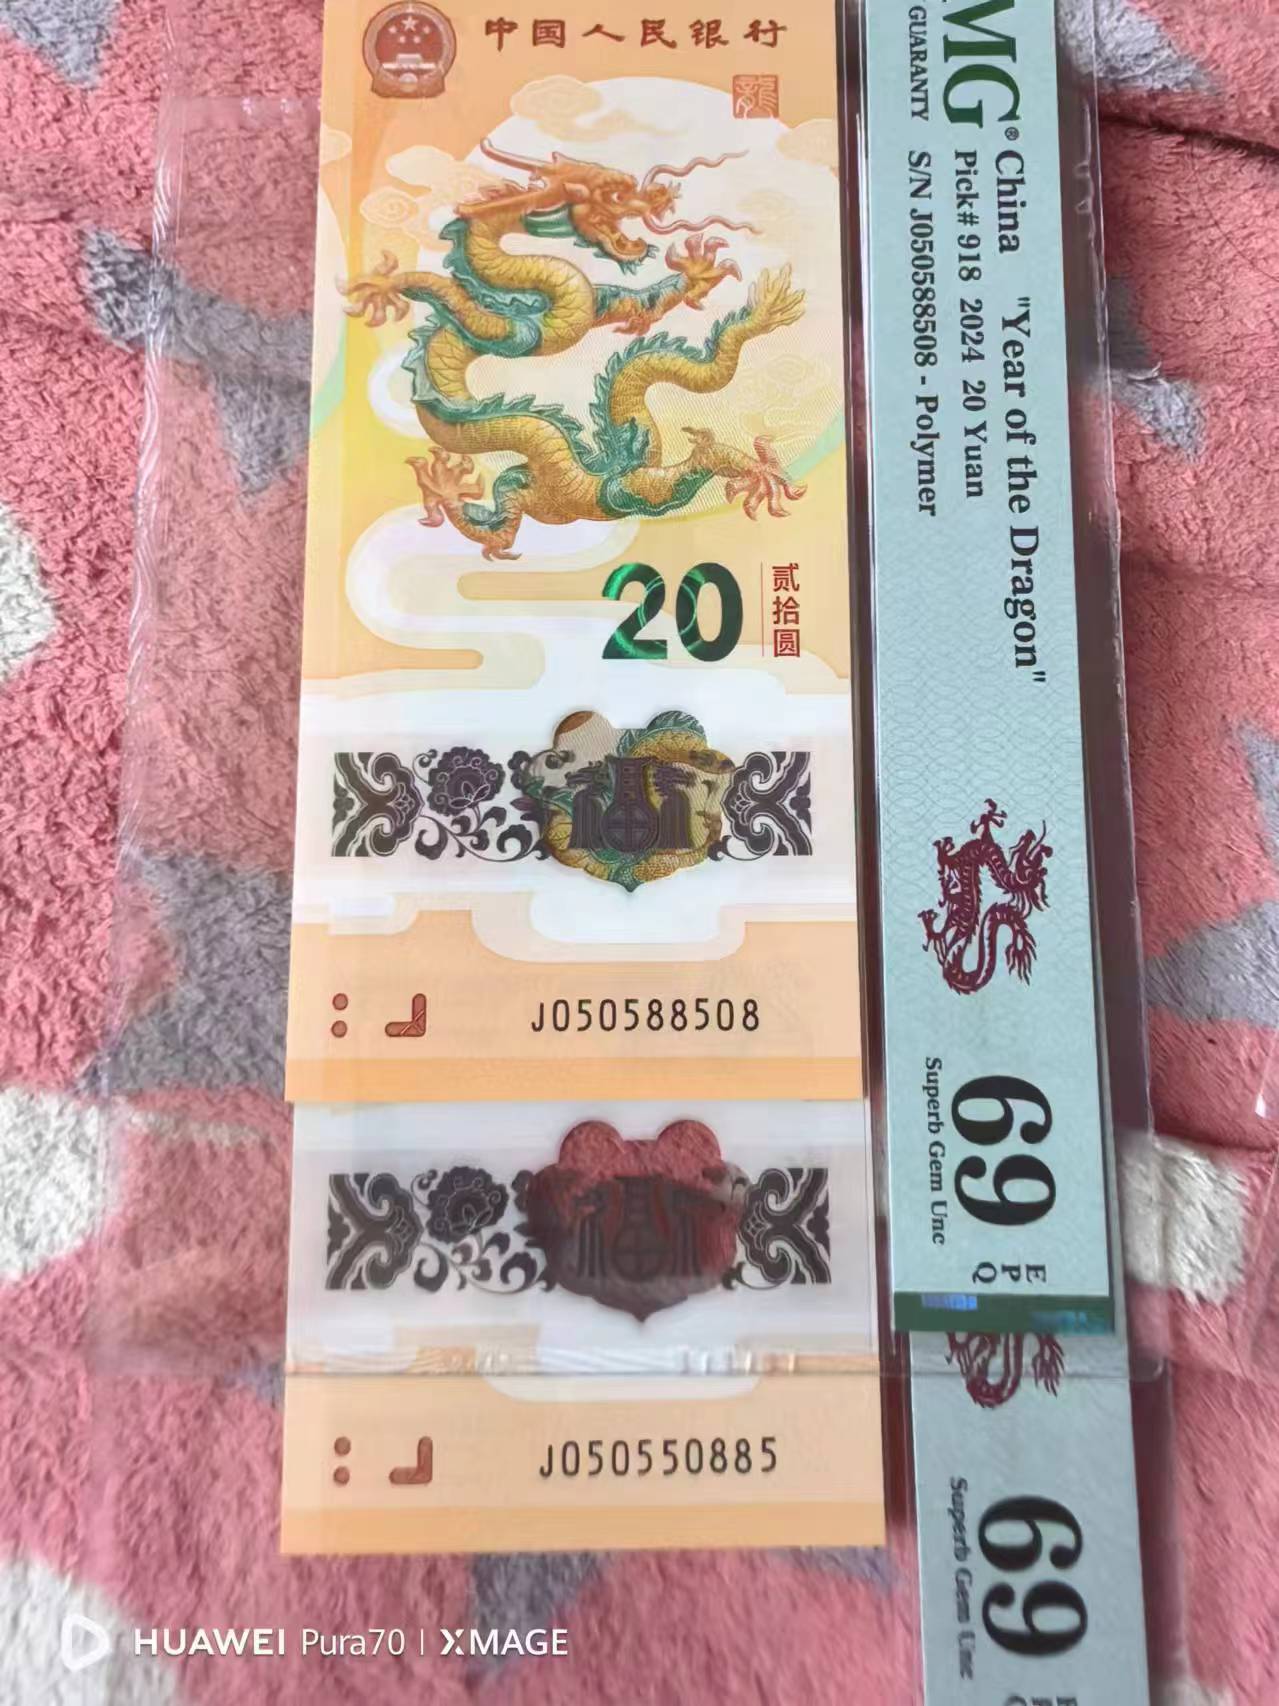 中国人民银行
龍
20
贰拾圆
J050588508
J050550885
MG®
GUARANTY
China "Year of the Dragon"
Pick# 918 2024 20 Yuan
S/N J050588508 - Polymer
69
EPQ
Superb Gem Unc
69
Superb Gem Unc
HUAWEI Pura70 | XMAGE